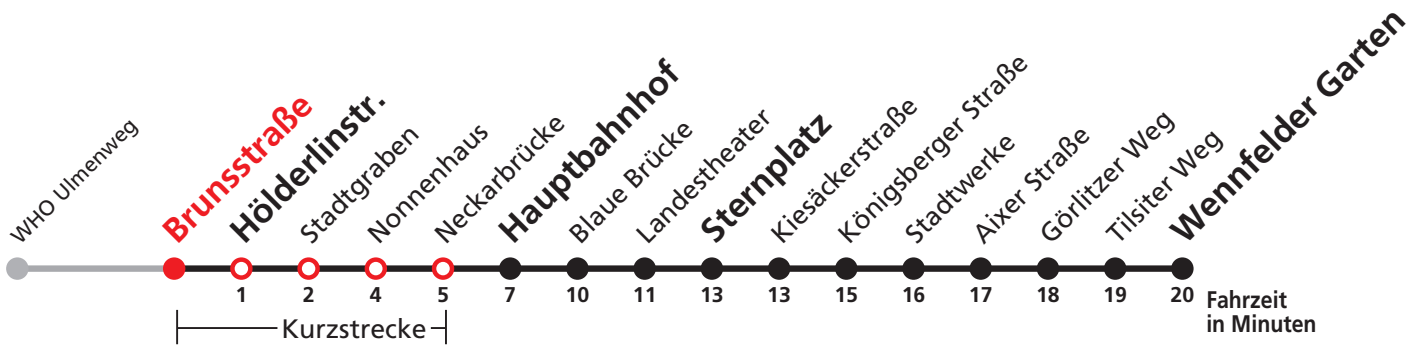 WHO Ulmenweg
Brunsstraße
Hölderlinstr.
Stadtgraben
Nonnenhaus
Neckarbrücke
Hauptbahnhof
Blaue Brücke
Landestheater
Sternplatz
Kiesäckerstraße
Königsberger Straße
Stadtwerke
Aixer Straße
Görlitzer Weg
Tilsiter Weg
Wennfelder Garten
1 2 4 5 7 10 11 13 13 15 16 17 18 19 20
Fahrzeit
in Minuten
Kurzstrecke